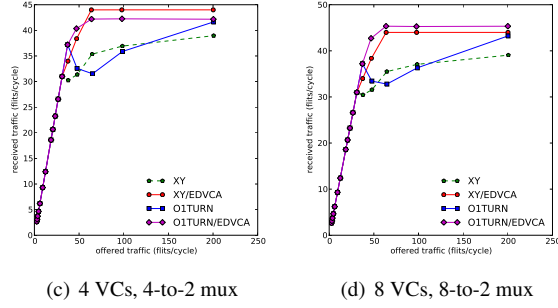 45
40
35
30
25
20
15
10
5
0
received traffic (flits/cycle)
XY
XY/EDVCA
O1TURN
O1TURN/EDVCA
0 50 100 150 200 250
offered traffic (flits/cycle)
(c) 4 VCs, 4-to-2 mux
50
40
30
20
10
0
received traffic (flits/cycle)
XY
XY/EDVCA
O1TURN
O1TURN/EDVCA
0 50 100 150 200 250
offered traffic (flits/cycle)
(d) 8 VCs, 8-to-2 mux